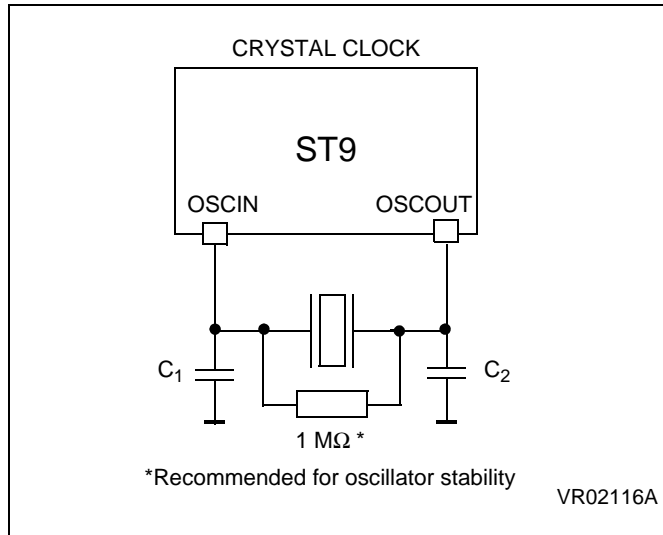 CRYSTAL CLOCK
ST9
OSCIN OSCOUT
C1 C2
1 MΩ *
*Recommended for oscillator stability
VR02116A